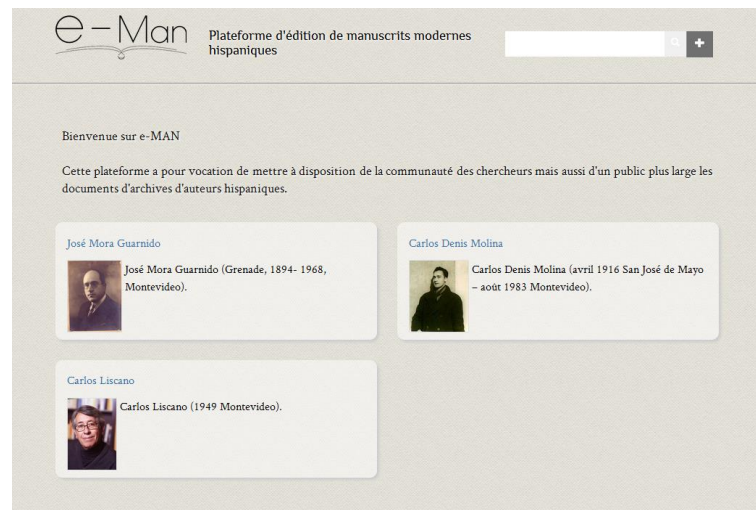 e-Man
Plateforme d'édition de manuscrits modernes
hispaniques
Bienvenue sur e-MAN
Cette plateforme a pour vocation de mettre à disposition de la communauté des chercheurs mais aussi d'un public plus large les
documents d'archives d'auteurs hispaniques.
José Mora Guarnido
José Mora Guarnido (Grenade, 1894- 1968,
Montevideo).
Carlos Denis Molina
Carlos Denis Molina (avril 1916 San José de Mayo
– août 1983 Montevideo).
Carlos Liscano
Carlos Liscano (1949 Montevideo).